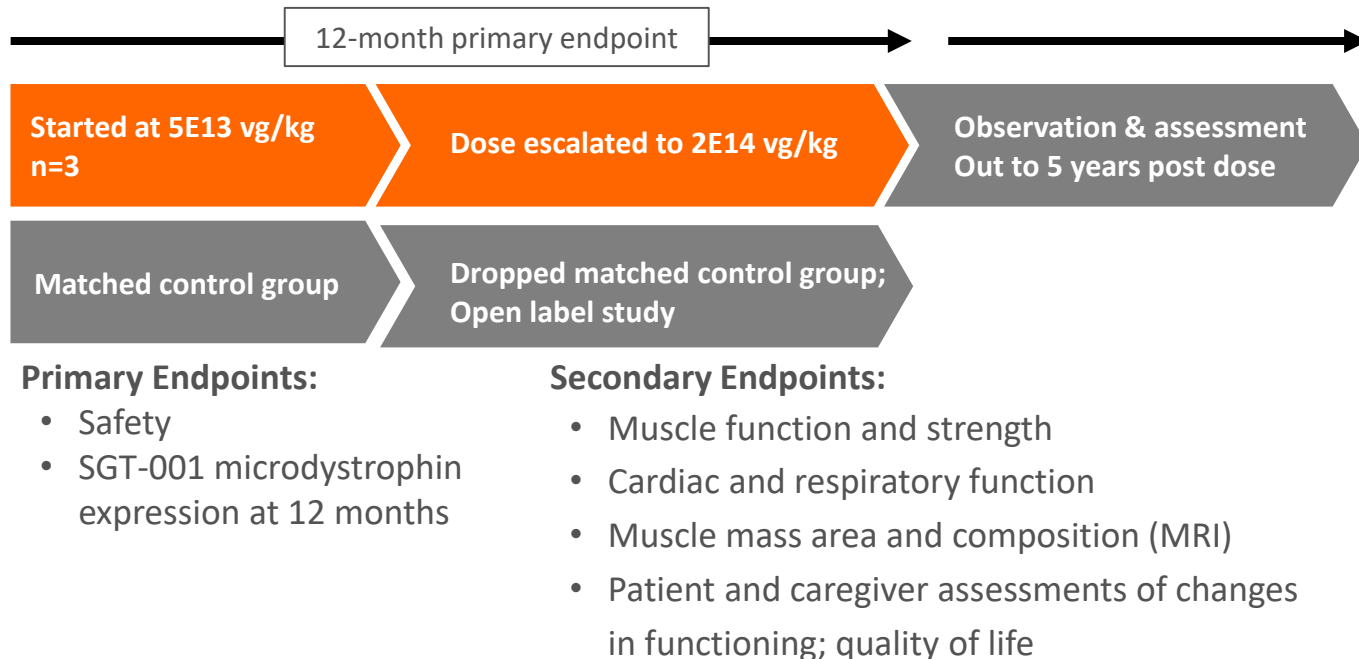 12-month primary endpoint
Started at 5E13 vg/kg
n=3
Dose escalated to 2E14 vg/kg
Observation & assessment
Out to 5 years post dose
Matched control group
Dropped matched control group;
Open label study
Primary Endpoints:
• Safety
• SGT-001 microdystrophin
expression at 12 months
Secondary Endpoints:
• Muscle function and strength
• Cardiac and respiratory function
• Muscle mass area and composition (MRI)
• Patient and caregiver assessments of changes
in functioning; quality of life